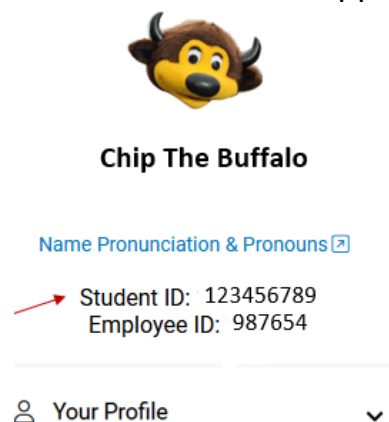 Chip The Buffalo
Name Pronunciation & Pronouns
Student ID: 123456789
Employee ID: 987654
Your Profile